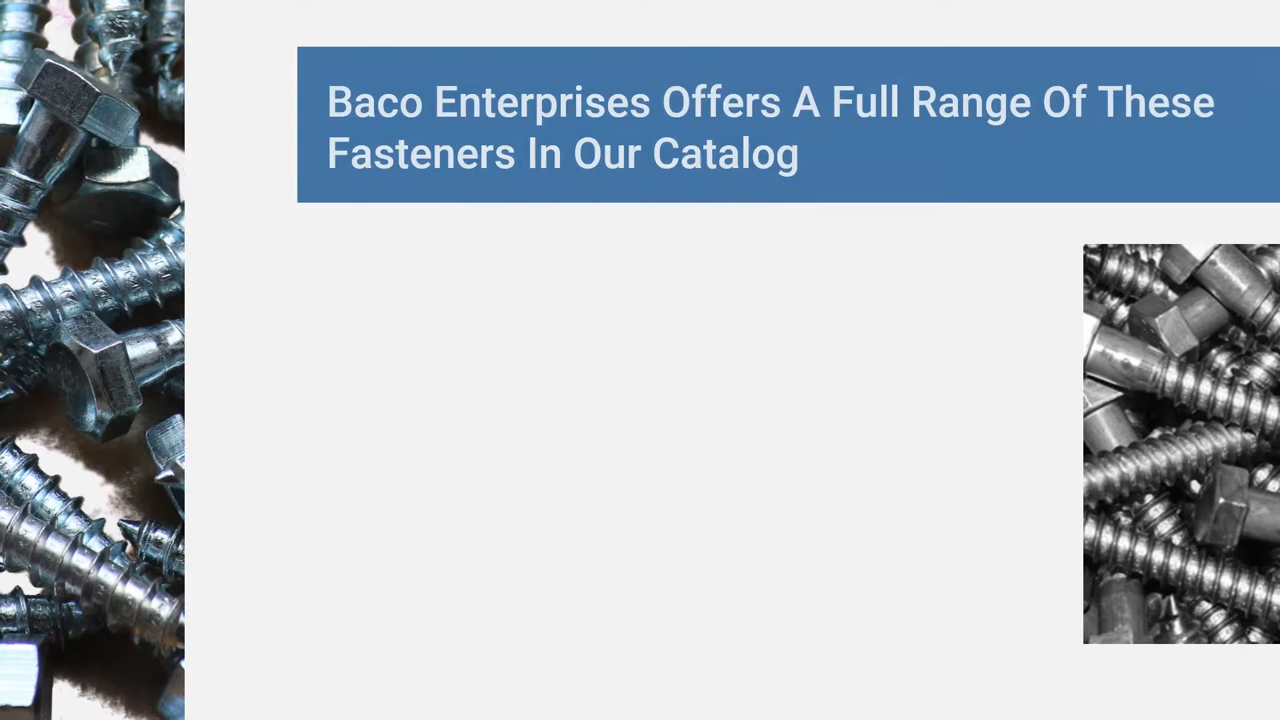 Baco Enterprises Offers A Full Range Of These
Fasteners In Our Catalog